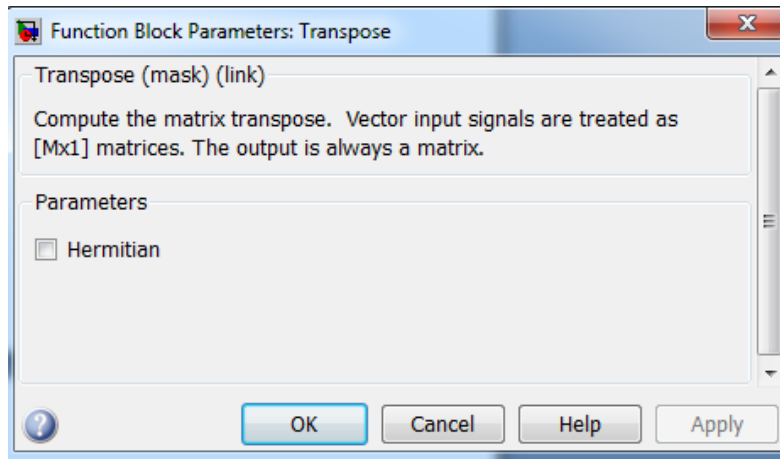 Function Block Parameters: Transpose
Transpose (mask) (link)
Compute the matrix transpose.  Vector input signals are treated as
[Mx1] matrices. The output is always a matrix.
Parameters
Hermitian
OK Cancel Help Apply